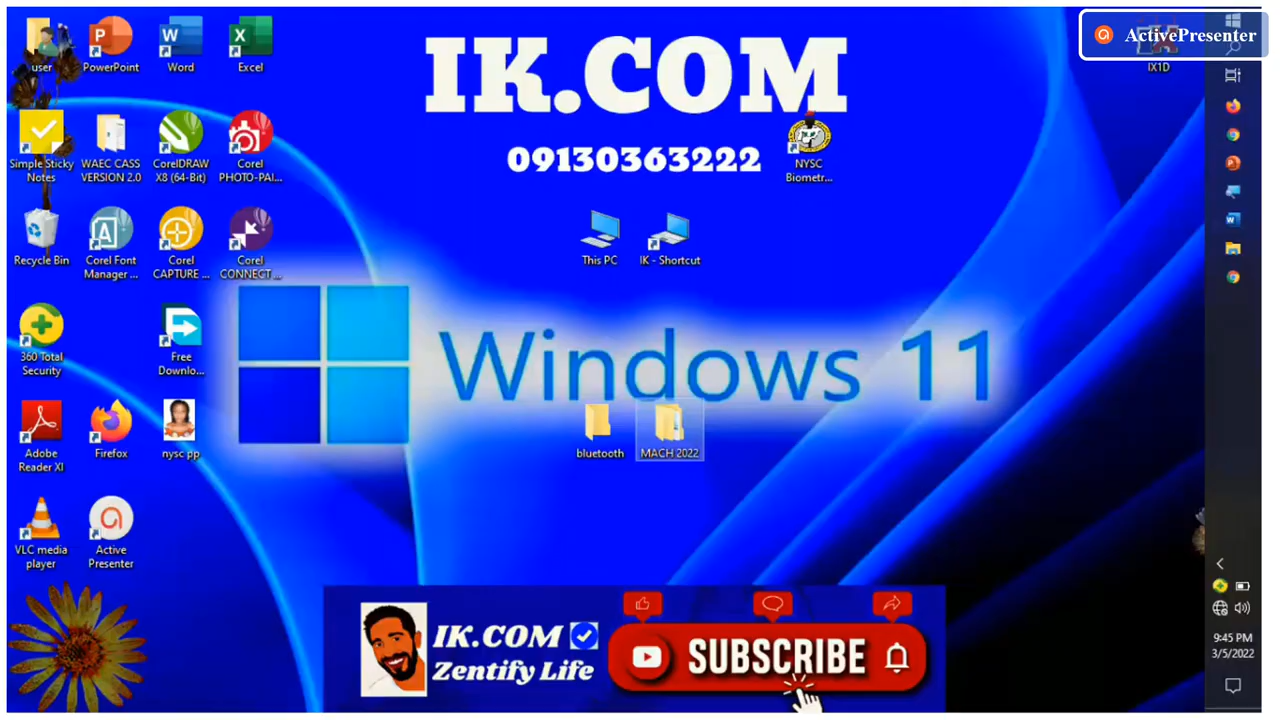 ActivePresenter
IK.COM
09130363222
user
PowerPoint
Word
Excel
IX1D
Simple Sticky
Notes
WAEC CASS
VERSION 2.0
CorelDRAW
X8 (64-Bit)
Corel
PHOTO-PAI...
NYSC
Biometr...
Recycle Bin
Corel Font
Manager ...
Corel
CAPTURE ...
Corel
CONNECT ...
This PC
IK - Shortcut
360 Total
Security
Free
Downlo...
Windows 11
Adobe
Reader XI
Firefox
nysc pp
bluetooth
MACH 2022
VLC media
player
Active
Presenter
IK.COM
Zentify Life
SUBSCRIBE
9:45 PM
3/5/2022